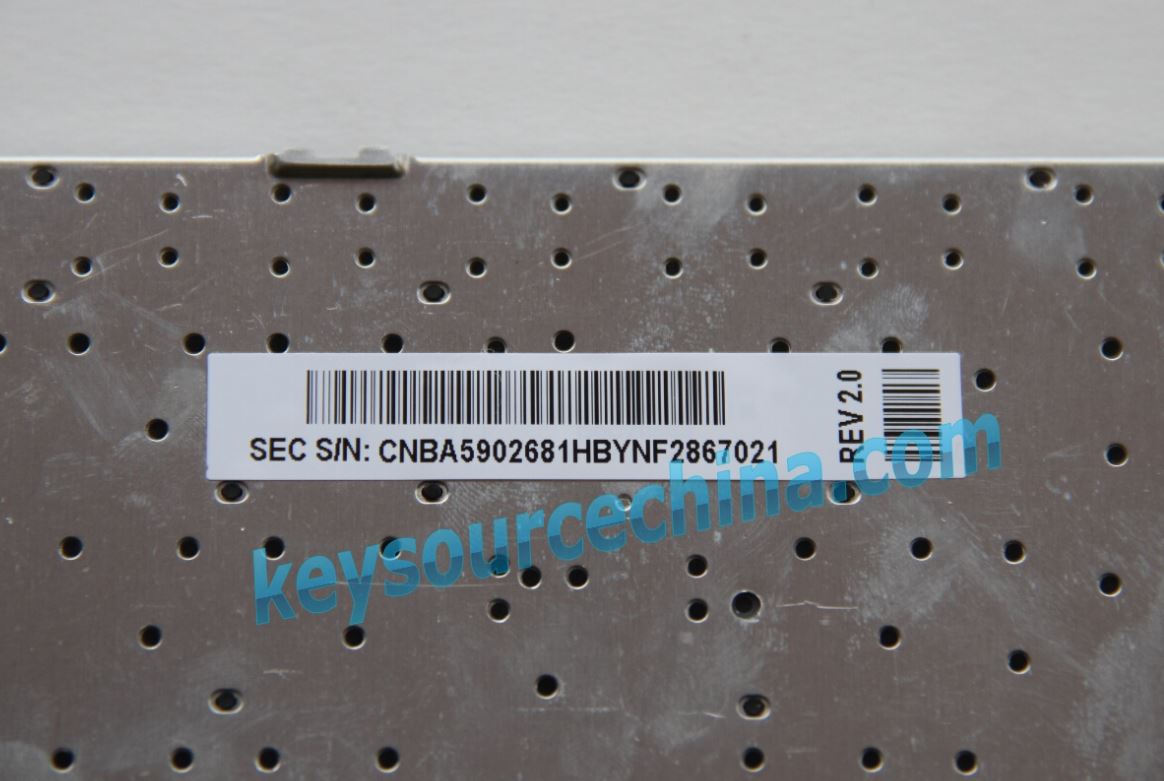 SEC S/N: CNBA5902681HBYNF2867021
REV 2.0
keysourcechina.com